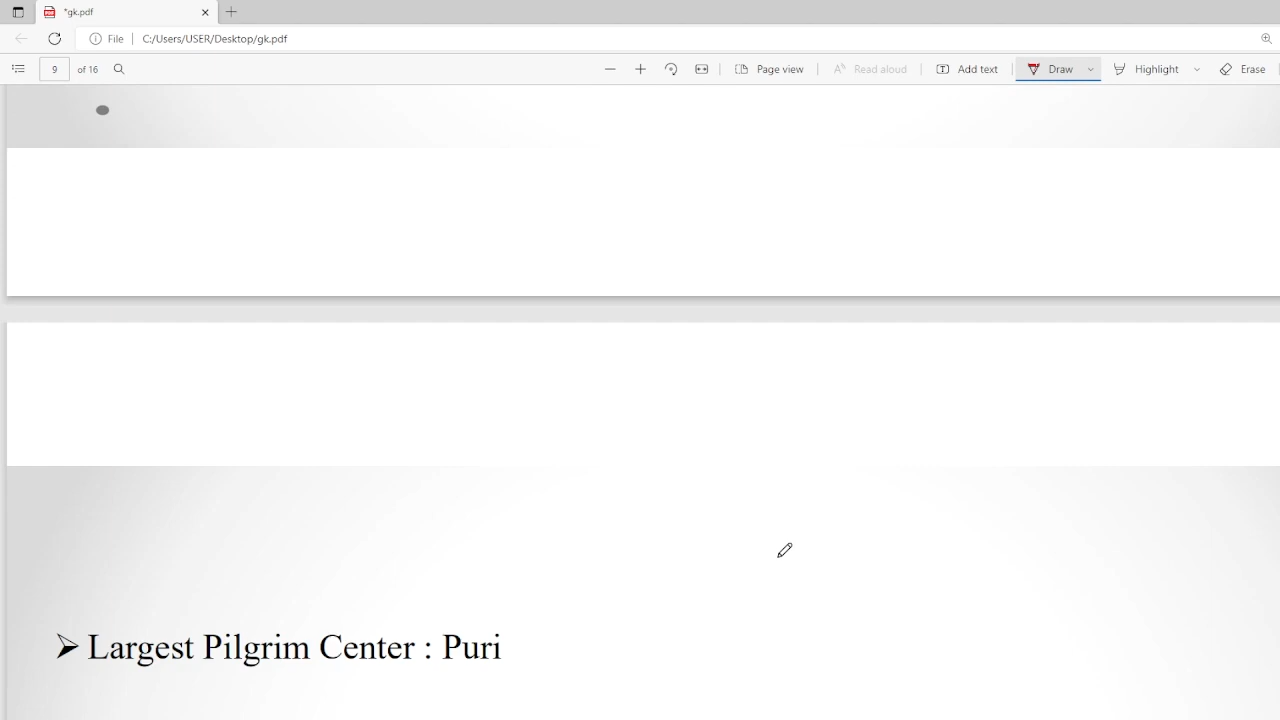 *gk.pdf
File C:/Users/USER/Desktop/gk.pdf
9 of 16 Page view Read aloud Add text Draw Highlight Erase
Largest Pilgrim Center : Puri